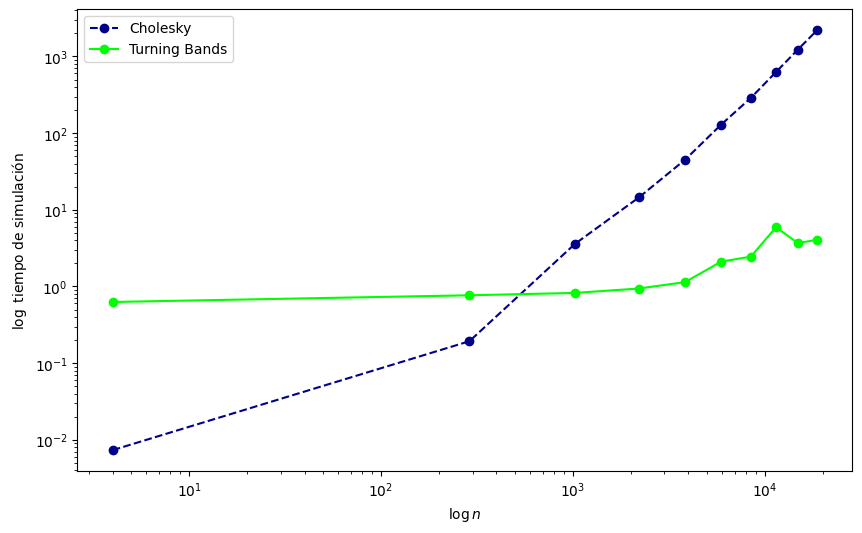 Cholesky
Turning Bands
10³
10²
10¹
10⁰
10⁻¹
10⁻²
log tiempo de simulación
10¹
10²
10³
10⁴
log n